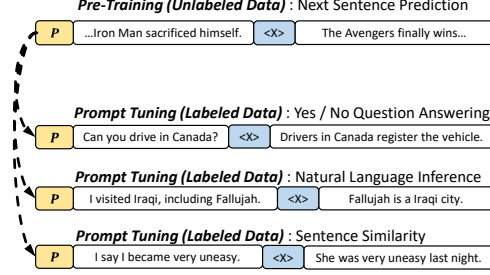 Pre-Training (Unlabeled Data) : Next Sentence Prediction
P ...Iron Man sacrificed himself. <X> The Avengers finally wins...
Prompt Tuning (Labeled Data) : Yes / No Question Answering
P Can you drive in Canada? <X> Drivers in Canada register the vehicle.
Prompt Tuning (Labeled Data) : Natural Language Inference
P I visited Iraqi, including Fallujah. <X> Fallujah is a Iraqi city.
Prompt Tuning (Labeled Data) : Sentence Similarity
P I say I became very uneasy. <X> She was very uneasy last night.